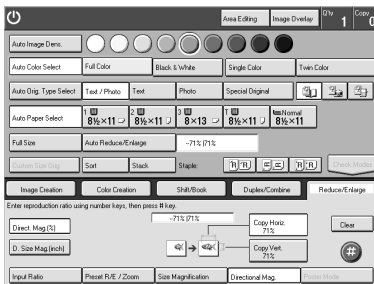 Area Editing Image Overlay Q'ty 1 Copy 0
Auto Image Dens.
Auto Color Select Full Color Black & White Single Color Twin Color
Auto Orig. Type Select Text / Photo Text Photo Special Original
Auto Paper Select 1 8½×11 2 8½×11 3 8×13 T 8½×11 Normal 8½×11
Full Size Auto Reduce/Enlarge --71% |71%
Custom Size Orig. Sort Stack Staple: Check Modes
Image Creation Color Creation Shift/Book Duplex/Combine Reduce/Enlarge
Enter reproduction ratio using number keys, then press # key.
--71% |71%
Direct. Mag.(%) Copy Horiz. 71% Clear
D. Size Mag.(inch) Copy Vert. 71% #
Input Ratio Preset R/E / Zoom Size Magnification Directional Mag. Poster Mode